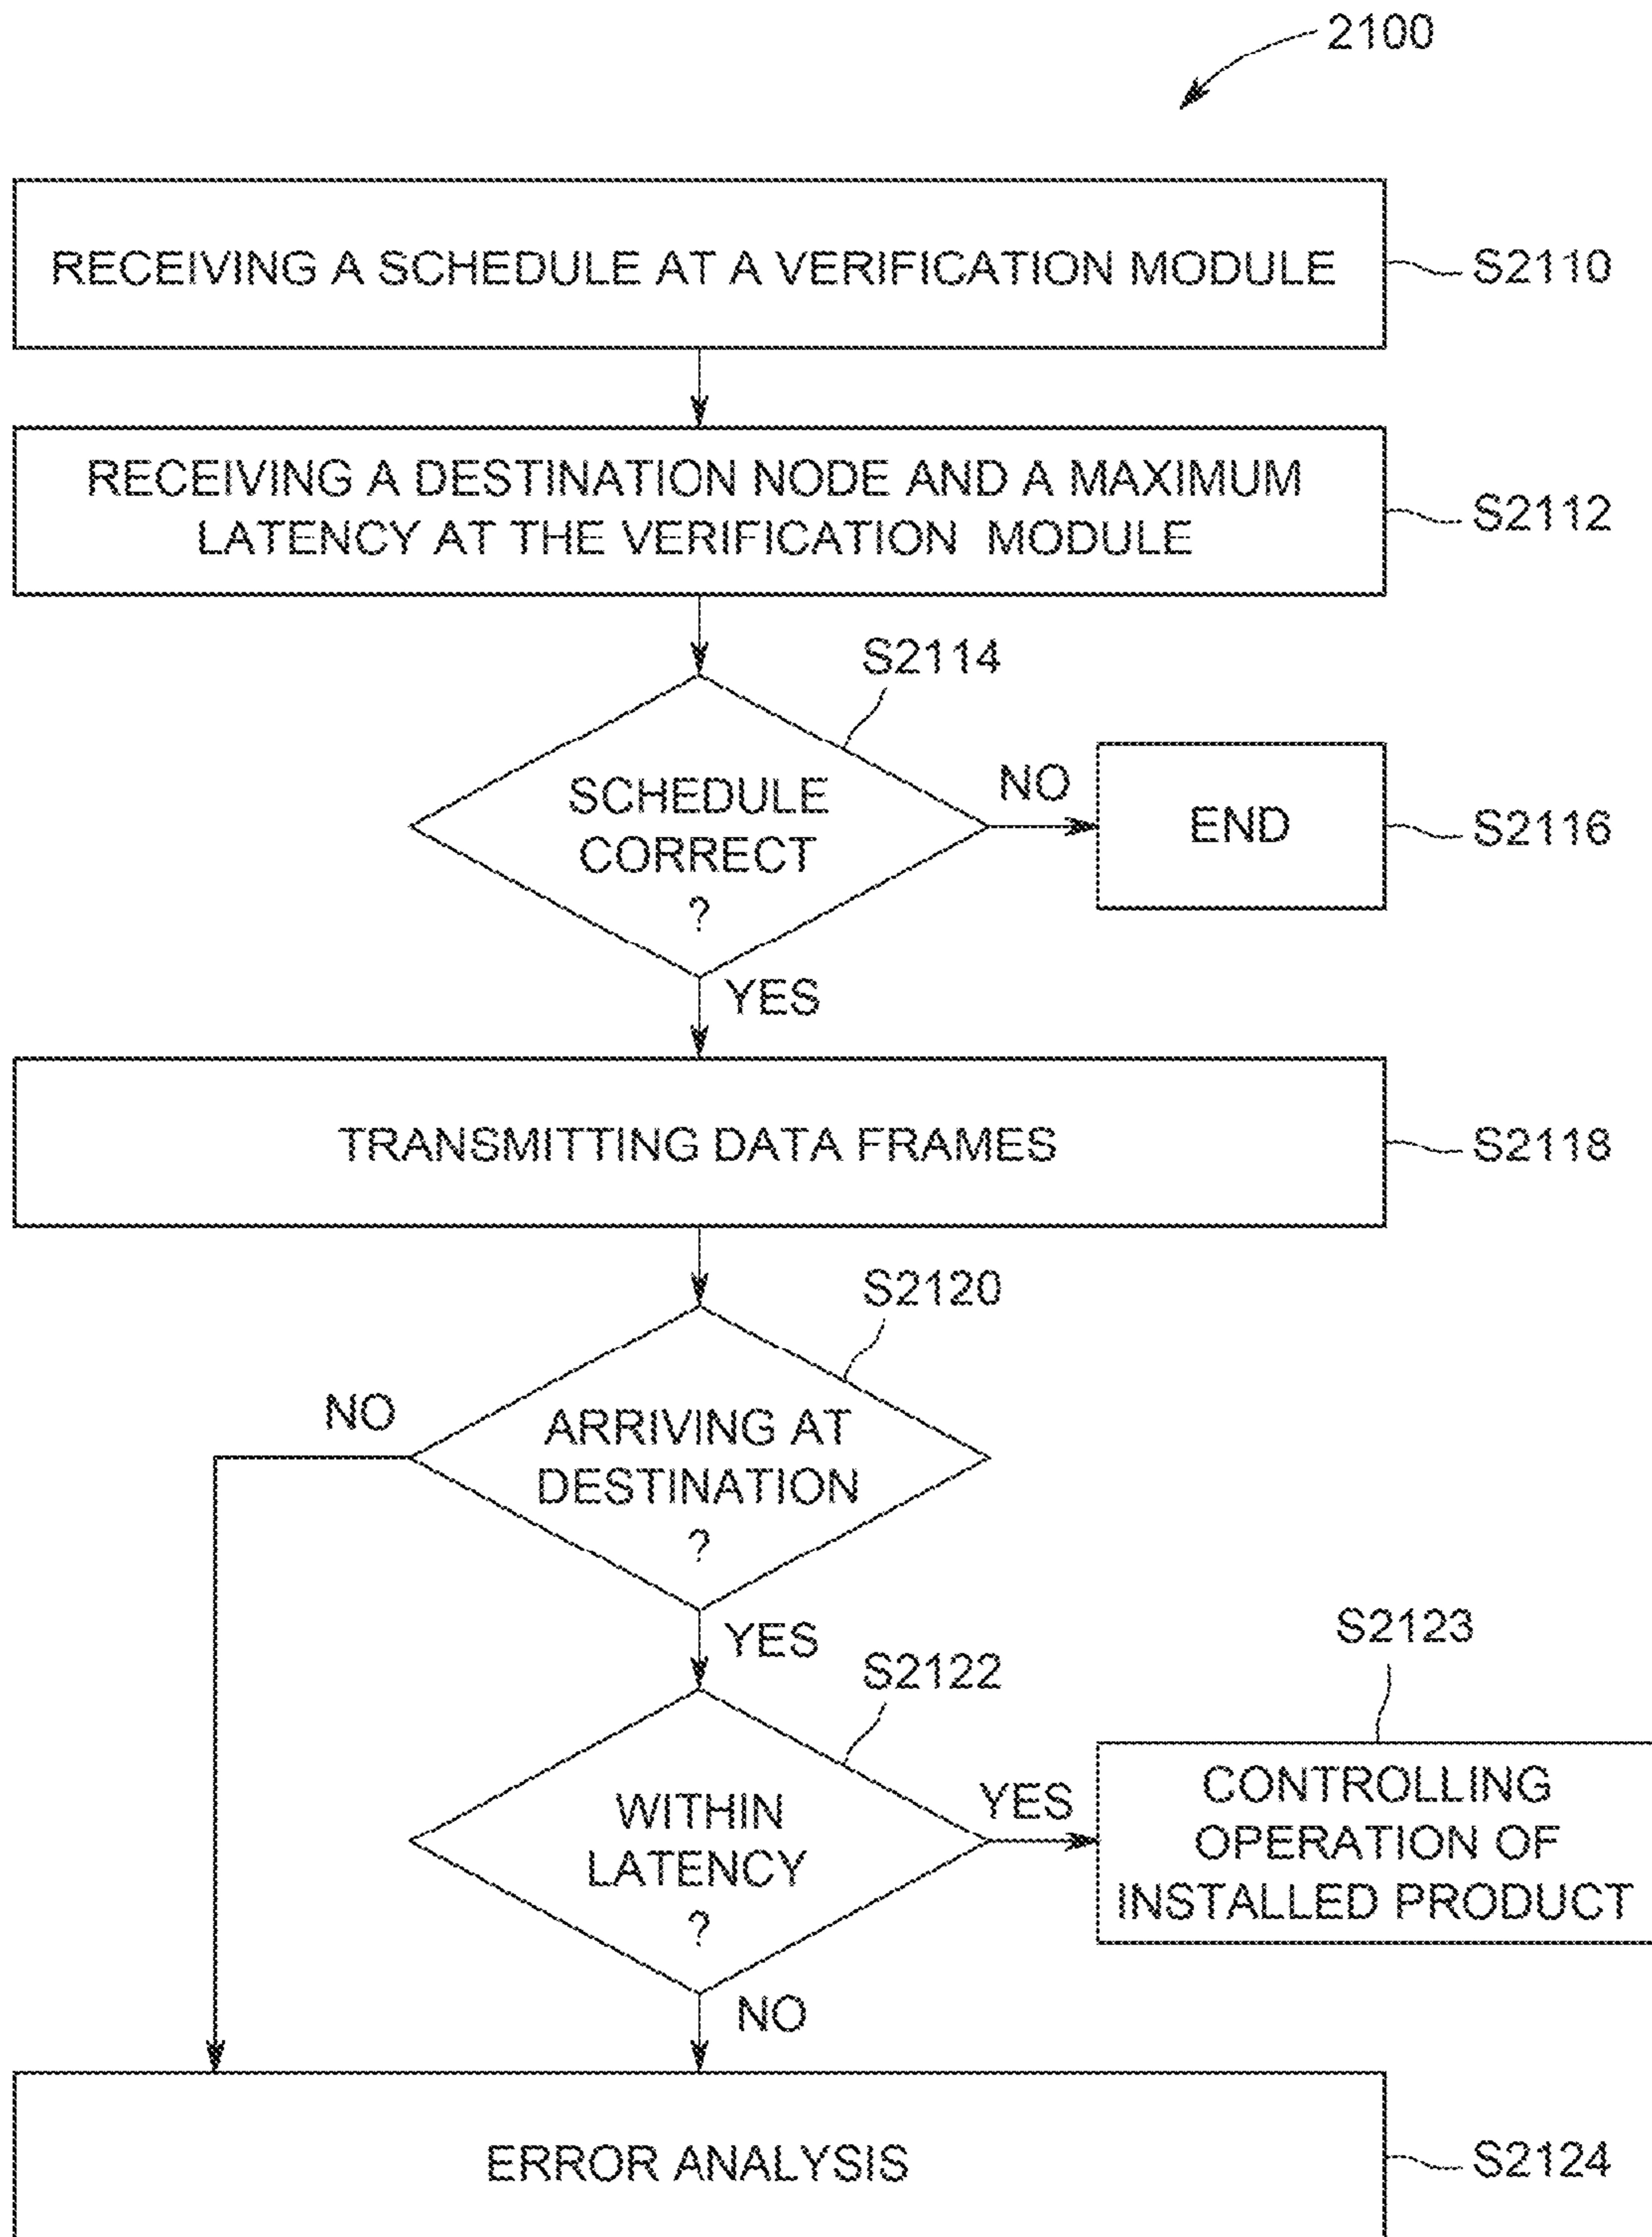 2100
RECEIVING A SCHEDULE AT A VERIFICATION MODULE
S2110
RECEIVING A DESTINATION NODE AND A MAXIMUM
LATENCY AT THE VERIFICATION MODULE
S2112
S2114
SCHEDULE
CORRECT
?
NO
END
S2116
YES
TRANSMITTING DATA FRAMES
S2118
S2120
NO
ARRIVING AT
DESTINATION
?
YES
S2122
S2123
WITHIN
LATENCY
?
YES
CONTROLLING
OPERATION OF
INSTALLED PRODUCT
NO
ERROR ANALYSIS
S2124